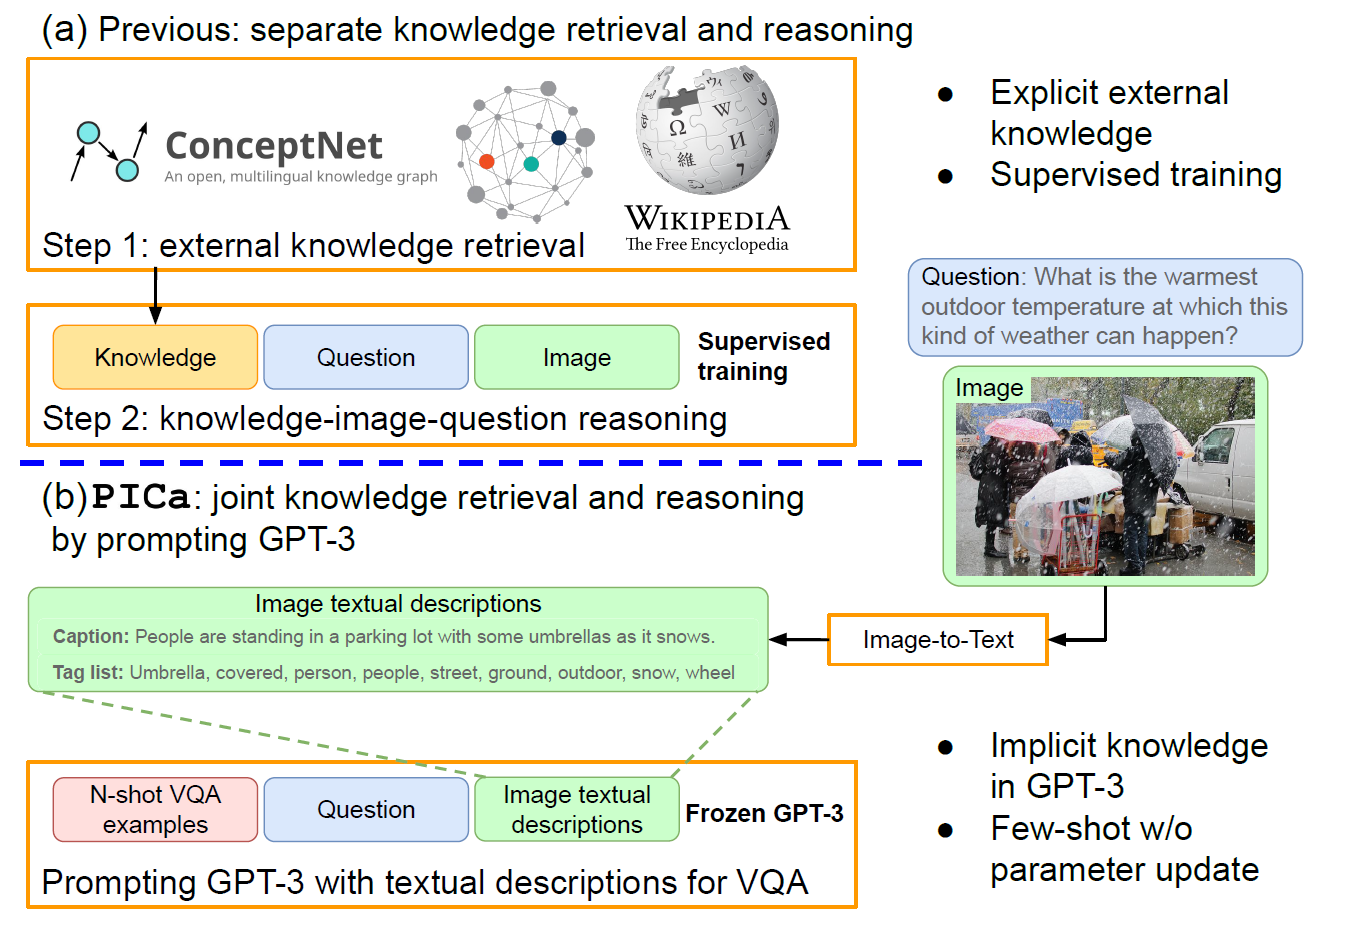 (a) Previous: separate knowledge retrieval and reasoning
ConceptNet
An open, multilingual knowledge graph
WIKIPEDIA
The Free Encyclopedia
Step 1: external knowledge retrieval
● Explicit external
knowledge
● Supervised training
Knowledge
Question
Image
Supervised
training
Step 2: knowledge-image-question reasoning
Question: What is the warmest
outdoor temperature at which this
kind of weather can happen?
Image
(b) PICa: joint knowledge retrieval and reasoning
by prompting GPT-3
Image textual descriptions
Caption: People are standing in a parking lot with some umbrellas as it snows.
Tag list: Umbrella, covered, person, people, street, ground, outdoor, snow, wheel
Image-to-Text
N-shot VQA
examples
Question
Image textual
descriptions
Frozen GPT-3
Prompting GPT-3 with textual descriptions for VQA
● Implicit knowledge
in GPT-3
● Few-shot w/o
parameter update